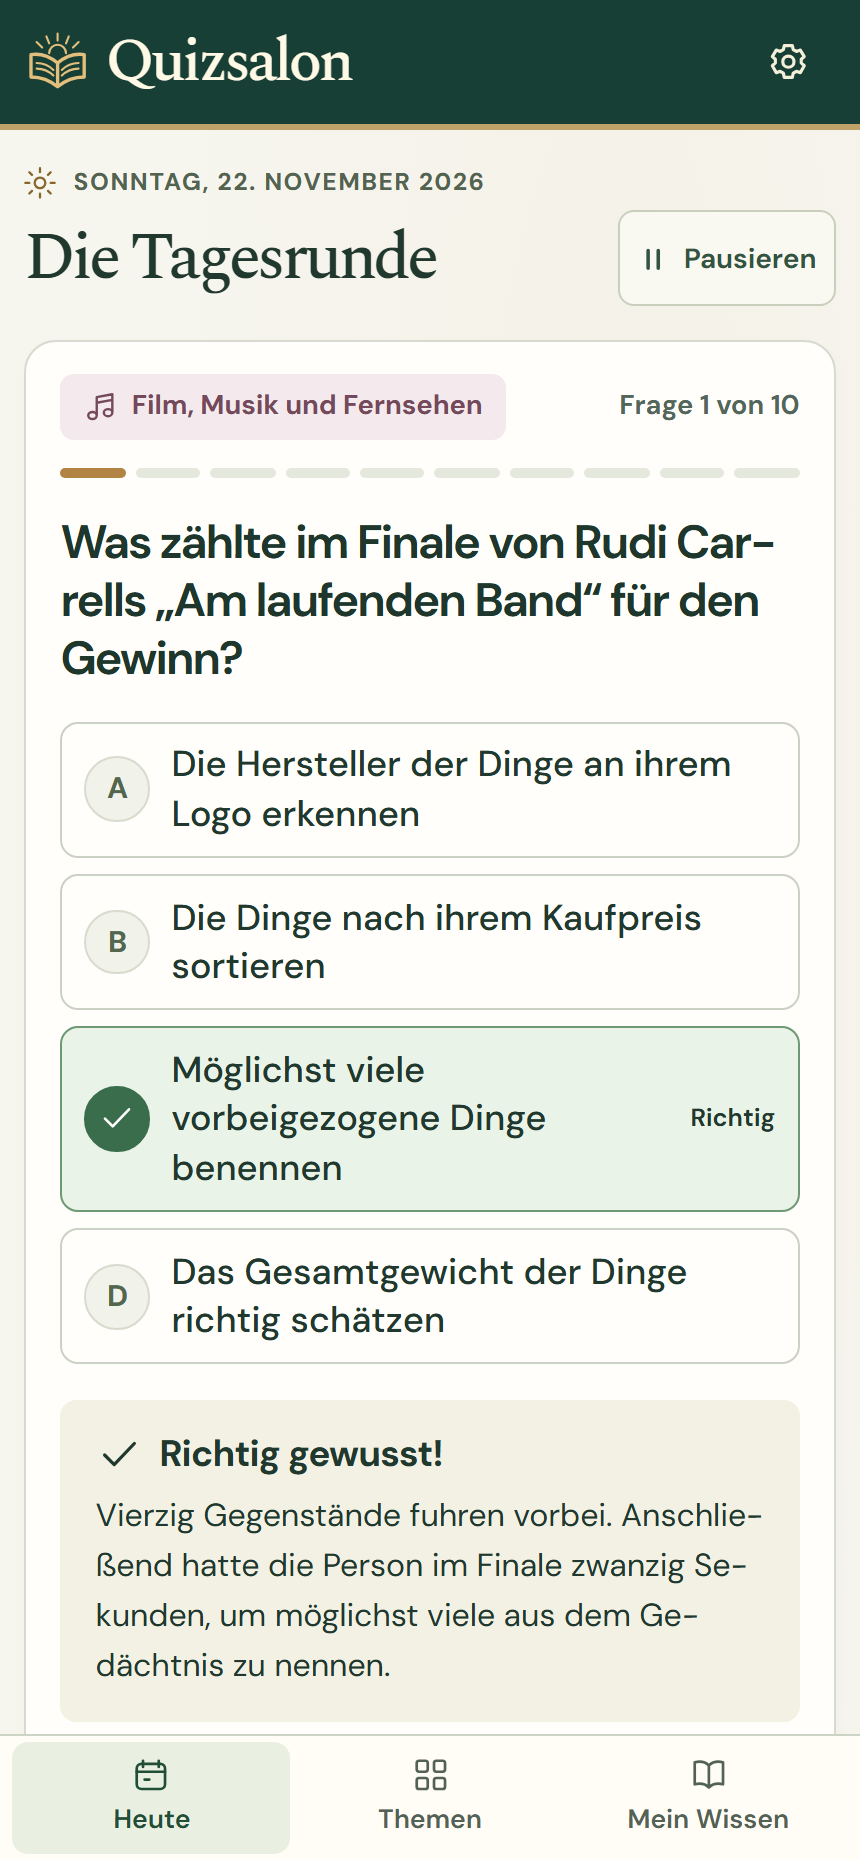 Quizsalon
SONNTAG, 22. NOVEMBER 2026
Die Tagesrunde
Pausieren
Film, Musik und Fernsehen
Frage 1 von 10
Was zählte im Finale von Rudi Car-
rells „Am laufenden Band“ für den
Gewinn?
A
Die Hersteller der Dinge an ihrem
Logo erkennen
B
Die Dinge nach ihrem Kaufpreis
sortieren
Möglichst viele
vorbeigezogene Dinge
benennen
Richtig
D
Das Gesamtgewicht der Dinge
richtig schätzen
Richtig gewusst!
Vierzig Gegenstände fuhren vorbei. Anschlie-
ßend hatte die Person im Finale zwanzig Se-
kunden, um möglichst viele aus dem Ge-
dächtnis zu nennen.
Heute
Themen
Mein Wissen